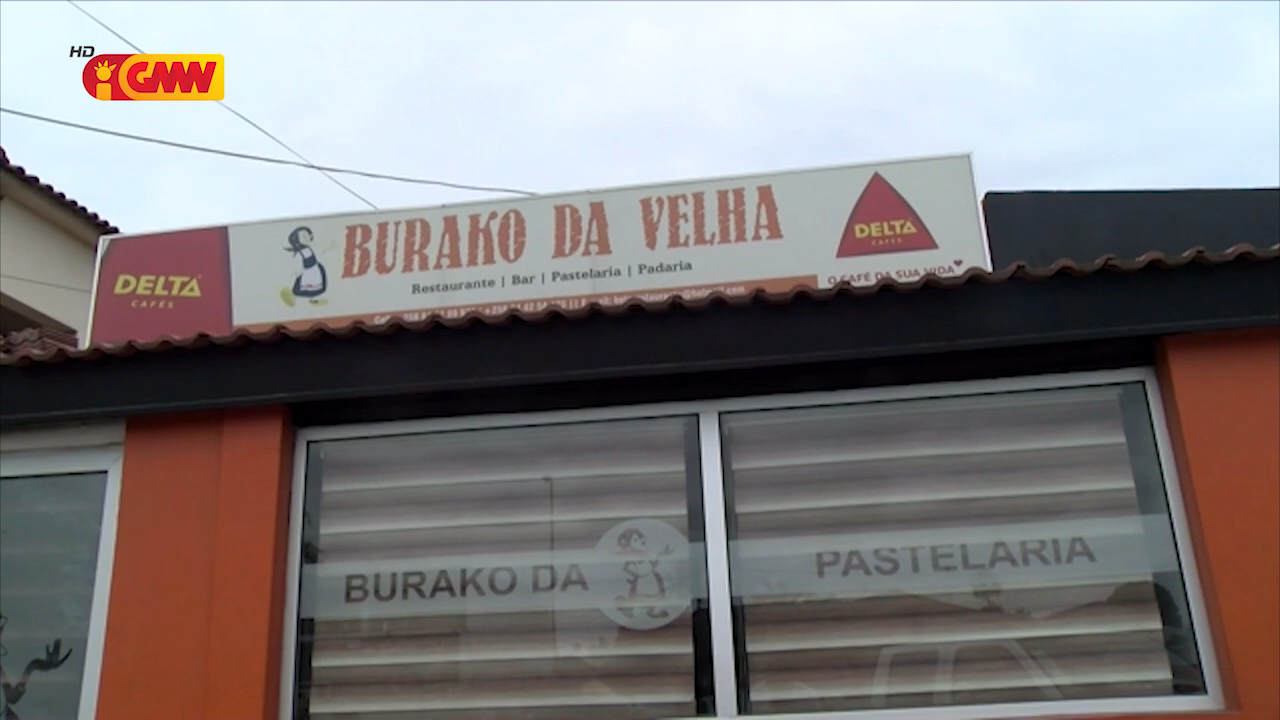 HD
iGMW
DELTA
CAFÉS
BURAKO DA VELHA
Restaurante | Bar | Pastelaria | Padaria
DELTA
CAFÉS
O CAFÉ DA SUA VIDA
BURAKO DA
PASTELARIA